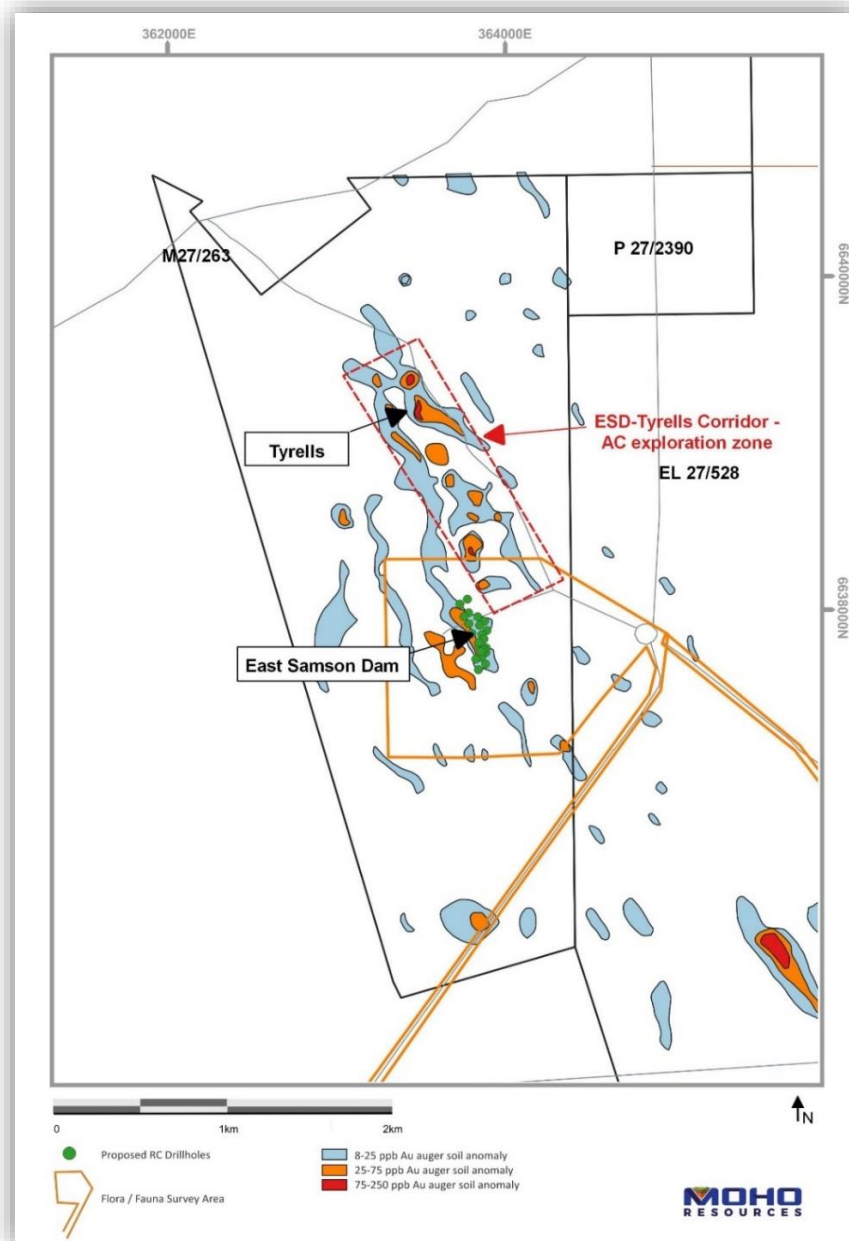 362000E
364000E
M27/263
P 27/2390
6640000N
ESD-Tyrells Corridor -
AC exploration zone
Tyrells
EL 27/528
6638000N
East Samson Dam
0 1km 2km
N
Proposed RC Drillholes
Flora / Fauna Survey Area
8-25 ppb Au auger soil anomaly
25-75 ppb Au auger soil anomaly
75-250 ppb Au auger soil anomaly
MOHO
RESOURCES